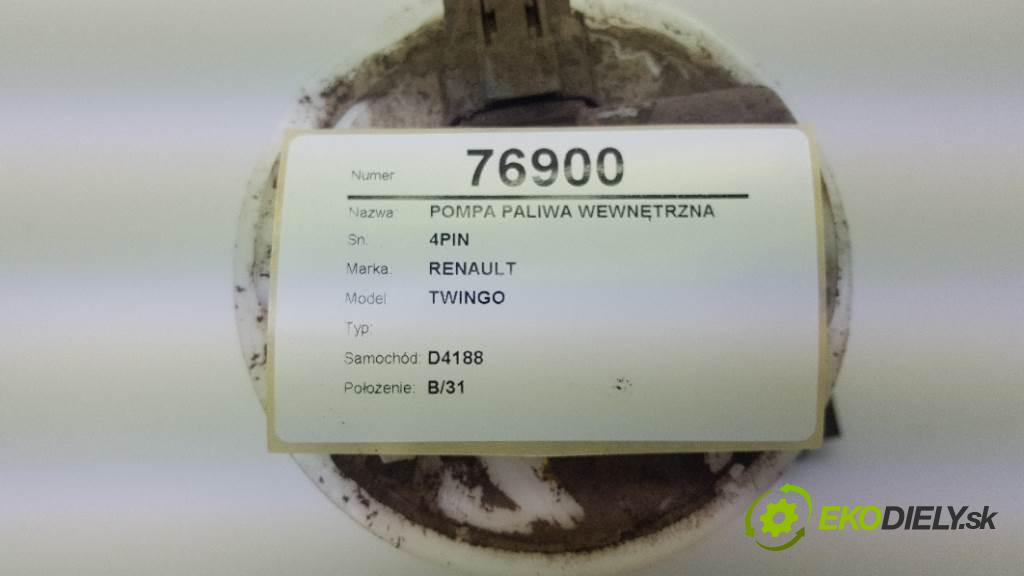 Numer 76900
Nazwa: POMPA PALIWA WEWNĘTRZNA
Sn. 4PIN
Marka: RENAULT
Model TWINGO
Typ:
Samochód: D4188
Położenie: B/31
EKODIELY.sk